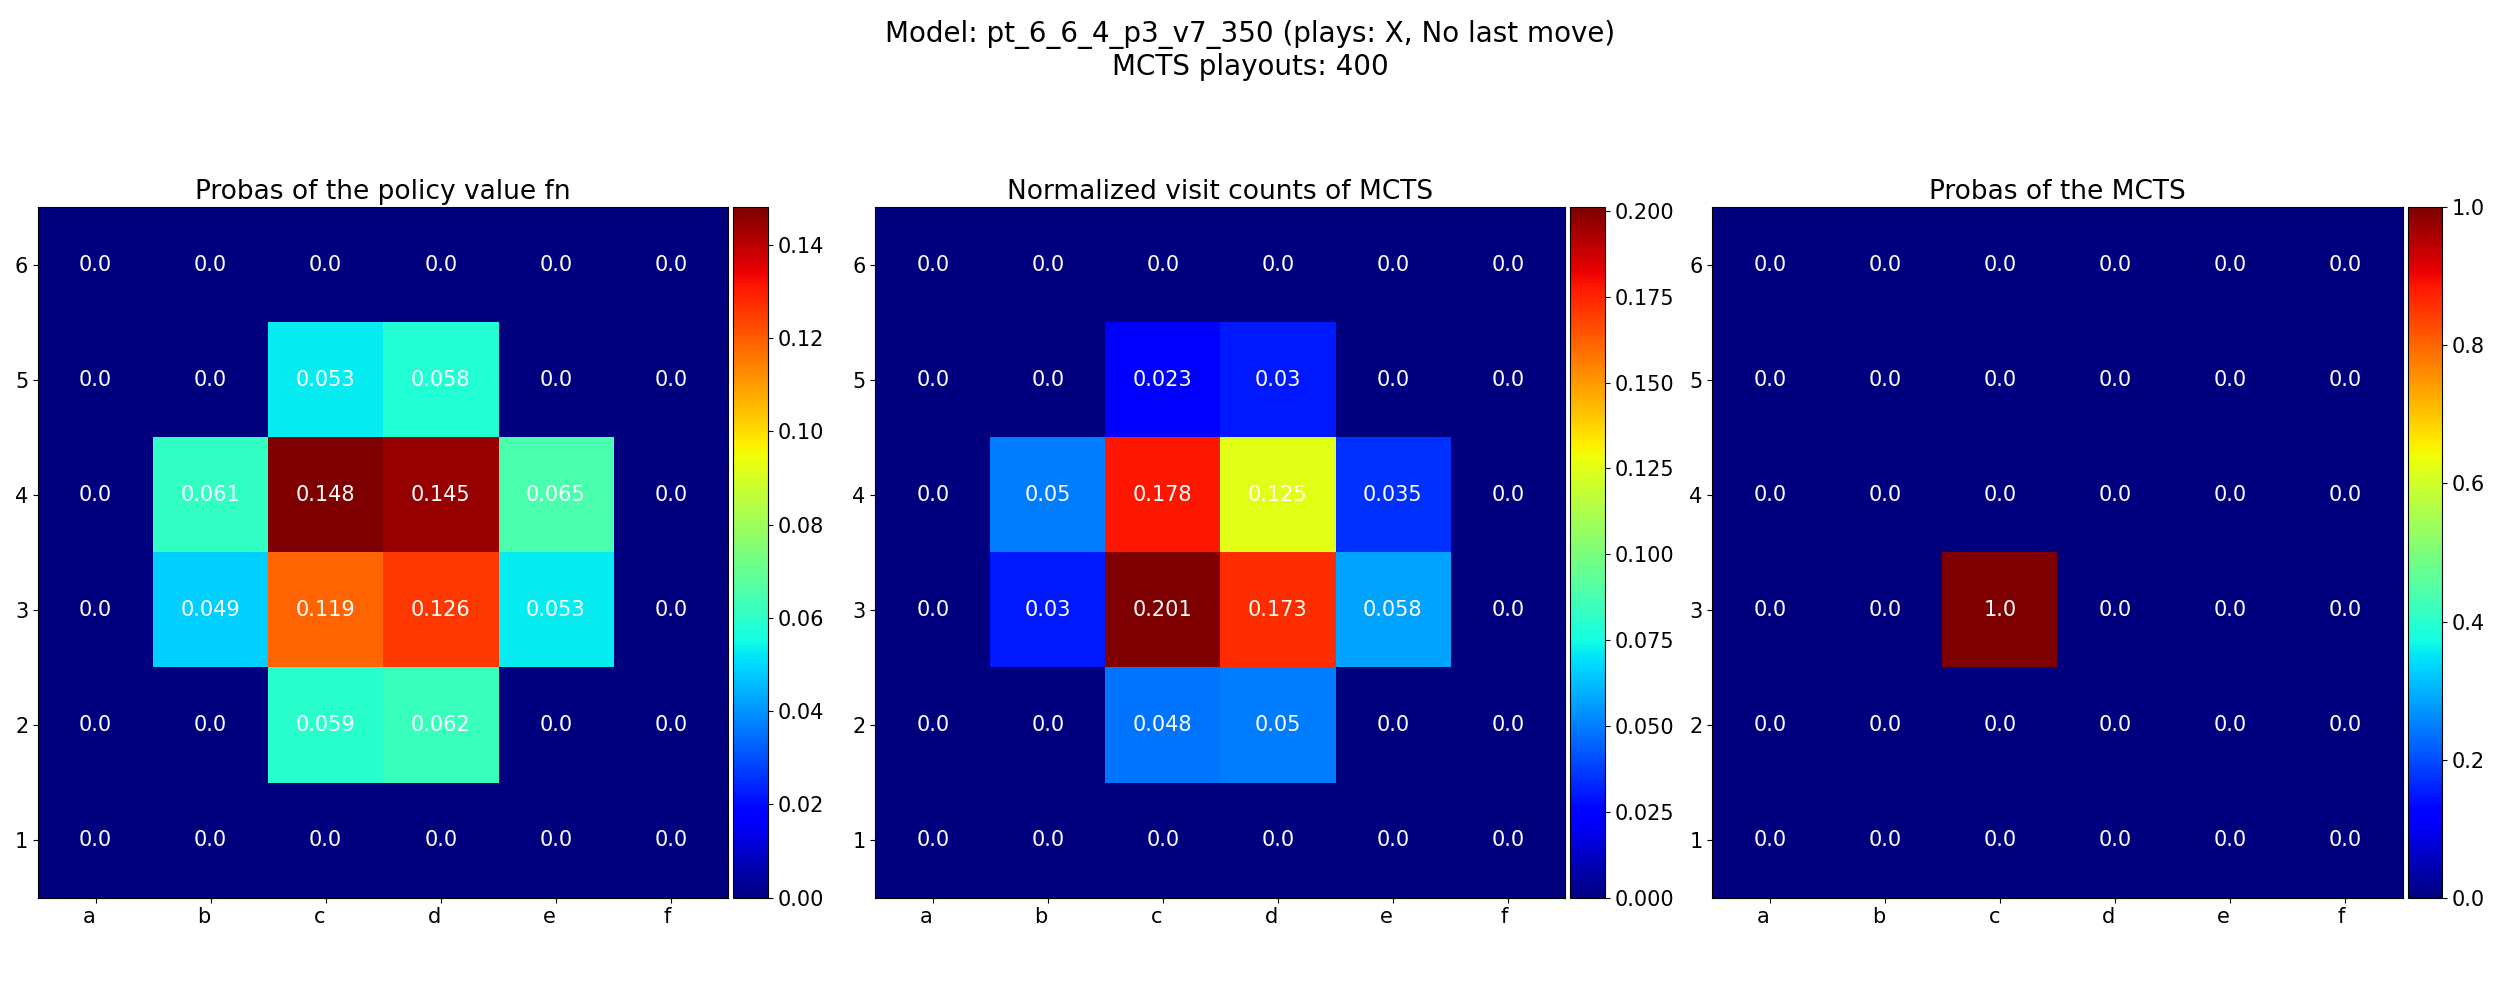 Model: pt_6_6_4_p3_v7_350 (plays: X, No last move)
MCTS playouts: 400
Probas of the policy value fn
6 0.0 0.0 0.0 0.0 0.0 0.0
5 0.0 0.0 0.053 0.058 0.0 0.0
4 0.0 0.061 0.148 0.145 0.065 0.0
3 0.0 0.049 0.119 0.126 0.053 0.0
2 0.0 0.0 0.059 0.062 0.0 0.0
1 0.0 0.0 0.0 0.0 0.0 0.0
a b c d e f
0.14
0.12
0.10
0.08
0.06
0.04
0.02
0.00
Normalized visit counts of MCTS
6 0.0 0.0 0.0 0.0 0.0 0.0
5 0.0 0.0 0.023 0.03 0.0 0.0
4 0.0 0.05 0.178 0.125 0.035 0.0
3 0.0 0.03 0.201 0.173 0.058 0.0
2 0.0 0.0 0.048 0.05 0.0 0.0
1 0.0 0.0 0.0 0.0 0.0 0.0
a b c d e f
0.200
0.175
0.150
0.125
0.100
0.075
0.050
0.025
0.000
Probas of the MCTS
6 0.0 0.0 0.0 0.0 0.0 0.0
5 0.0 0.0 0.0 0.0 0.0 0.0
4 0.0 0.0 0.0 0.0 0.0 0.0
3 0.0 0.0 1.0 0.0 0.0 0.0
2 0.0 0.0 0.0 0.0 0.0 0.0
1 0.0 0.0 0.0 0.0 0.0 0.0
a b c d e f
1.0
0.8
0.6
0.4
0.2
0.0